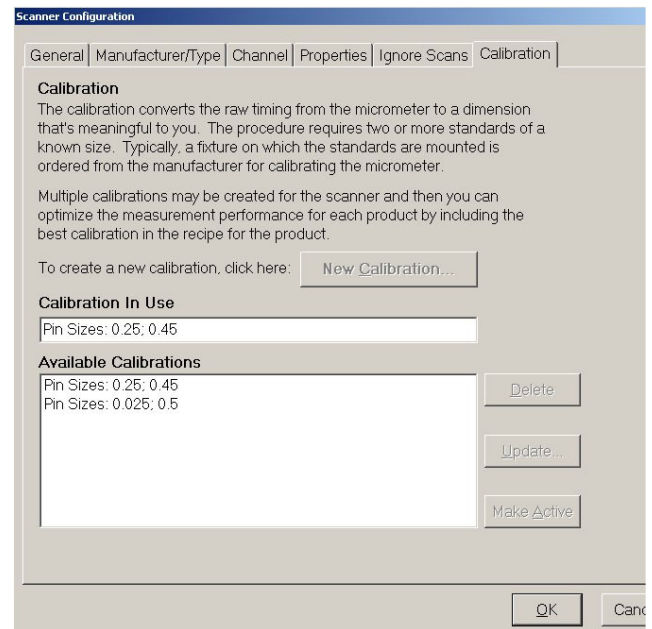 Scanner Configuration
General Manufacturer/Type Channel Properties Ignore Scans Calibration
Calibration
The calibration converts the raw timing from the micrometer to a dimension
that's meaningful to you. The procedure requires two or more standards of a
known size. Typically, a fixture on which the standards are mounted is
ordered from the manufacturer for calibrating the micrometer.
Multiple calibrations may be created for the scanner and then you can
optimize the measurement performance for each product by including the
best calibration in the recipe for the product.
To create a new calibration, click here: New Calibration...
Calibration In Use
Pin Sizes: 0.25; 0.45
Available Calibrations
Pin Sizes: 0.25; 0.45
Pin Sizes: 0.025; 0.5
Delete
Update...
Make Active
OK